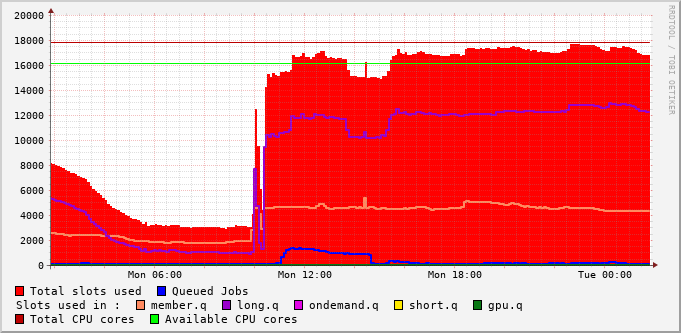 20000
18000
16000
14000
12000
10000
8000
6000
4000
2000
0
Mon 06:00 Mon 12:00 Mon 18:00 Tue 00:00
RRDTOOL / TOBI OETIKER
Total slots used Queued Jobs
Slots used in : member.q long.q ondemand.q short.q gpu.q
Total CPU cores Available CPU cores